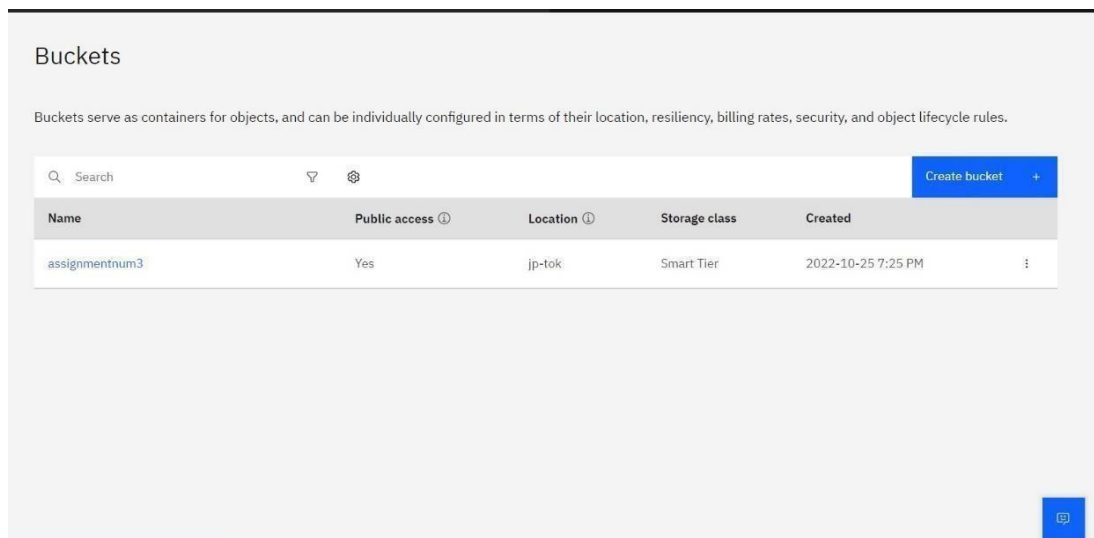 Buckets
Buckets serve as containers for objects, and can be individually configured in terms of their location, resiliency, billing rates, security, and object lifecycle rules.
Search
Create bucket +
Name Public access Location Storage class Created
assignmentnum3 Yes jp-tok Smart Tier 2022-10-25 7:25 PM